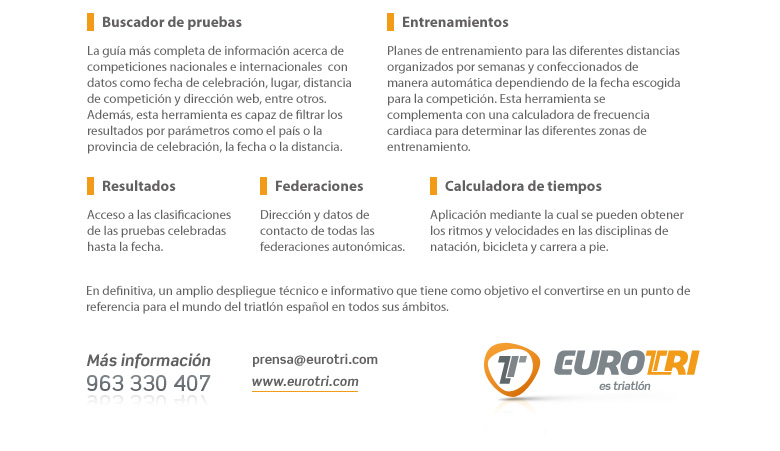 Buscador de pruebas
La guía más completa de información acerca de
competiciones nacionales e internacionales con
datos como fecha de celebración, lugar, distancia
de competición y dirección web, entre otros.
Además, esta herramienta es capaz de filtrar los
resultados por parámetros como el país o la
provincia de celebración, la fecha o la distancia.
Entrenamientos
Planes de entrenamiento para las diferentes distancias
organizados por semanas y confeccionados de
manera automática dependiendo de la fecha escogida
para la competición. Esta herramienta se
complementa con una calculadora de frecuencia
cardiaca para determinar las diferentes zonas de
entrenamiento.
Resultados
Acceso a las clasificaciones
de las pruebas celebradas
hasta la fecha.
Federaciones
Dirección y datos de
contacto de todas las
federaciones autonómicas.
Calculadora de tiempos
Aplicación mediante la cual se pueden obtener
los ritmos y velocidades en las disciplinas de
natación, bicicleta y carrera a pie.
En definitiva, un amplio despliegue técnico e informativo que tiene como objetivo el convertirse en un punto de
referencia para el mundo del triatlón español en todos sus ámbitos.
Más información
963 330 407
prensa@eurotri.com
www.eurotri.com
EUROTRI
es triatlón